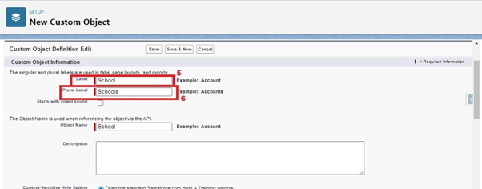 SETUP
New Custom Object
Custom Object Definition Edit
Save
Save & New
Cancel
Custom Object Information
= Required Information
The singular and plural labels are used in tabs, page layouts, and reports.
5
Label
School
Example: Account
Plural Label
Schools
Example: Accounts
6
Starts with vowel sound
The Object Name is used when referencing the object via the API.
Object Name
School
Example: Account
Description